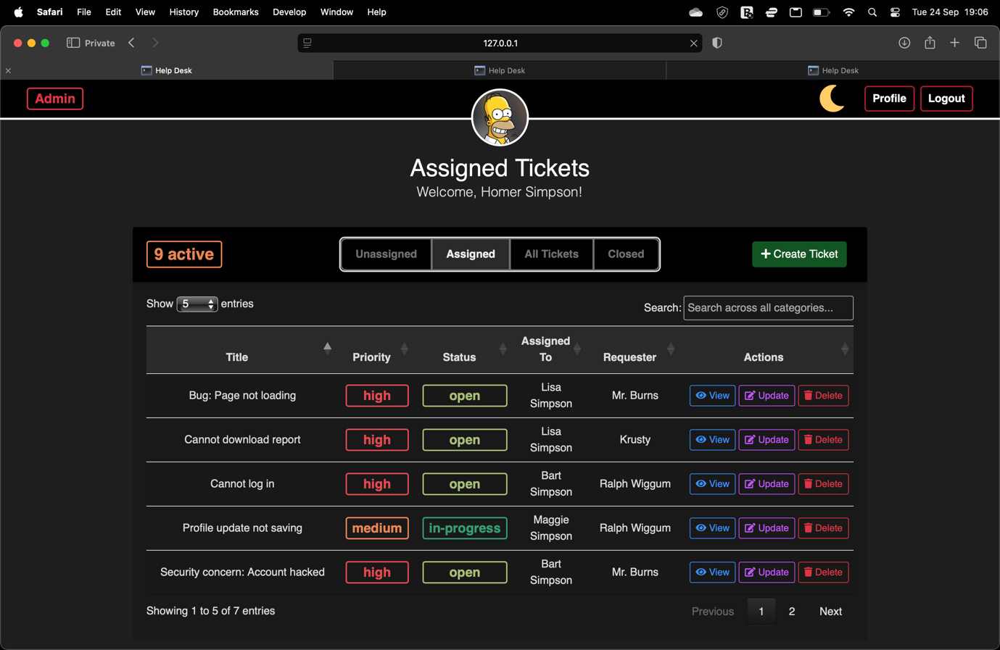 Safari File Edit View History Bookmarks Develop Window Help Tue 24 Sep 19:06
Private 127.0.0.1
Help Desk Help Desk Help Desk
Admin Profile Logout
Assigned Tickets
Welcome, Homer Simpson!
9 active Unassigned Assigned All Tickets Closed Create Ticket
Show 5 entries Search: Search across all categories...
Title Priority Status Assigned To Requester Actions
Bug: Page not loading high open Lisa Simpson Mr. Burns View Update Delete
Cannot download report high open Lisa Simpson Krusty View Update Delete
Cannot log in high open Bart Simpson Ralph Wiggum View Update Delete
Profile update not saving medium in-progress Maggie Simpson Ralph Wiggum View Update Delete
Security concern: Account hacked high open Bart Simpson Mr. Burns View Update Delete
Showing 1 to 5 of 7 entries Previous 1 2 Next